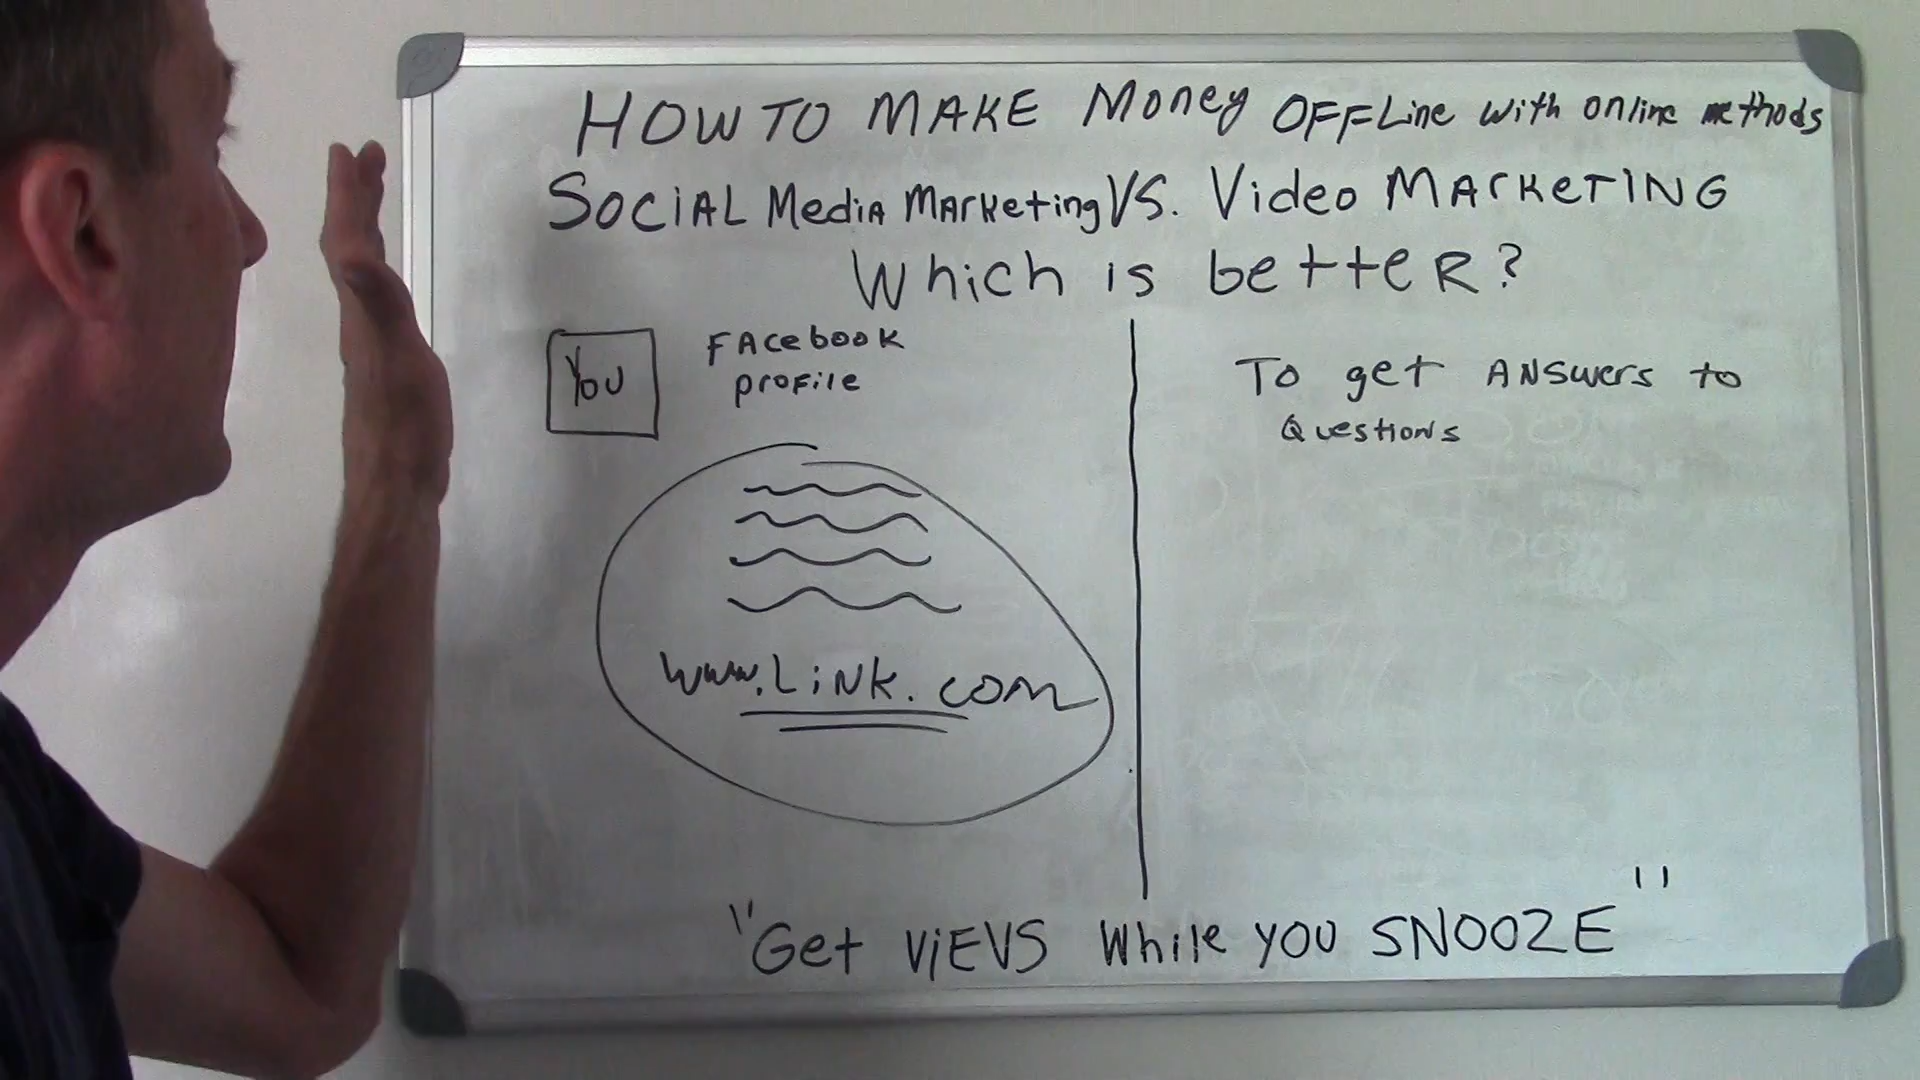 HOW TO MAKE Money OFFLine with online methods
SOCiAL MediA MArketing VS. Video MARKETING
Which is better?
You
FAcebook
profile
www.LiNK.com
To get ANSwers to
Questions
"Get ViEVS While you SNOOZE"